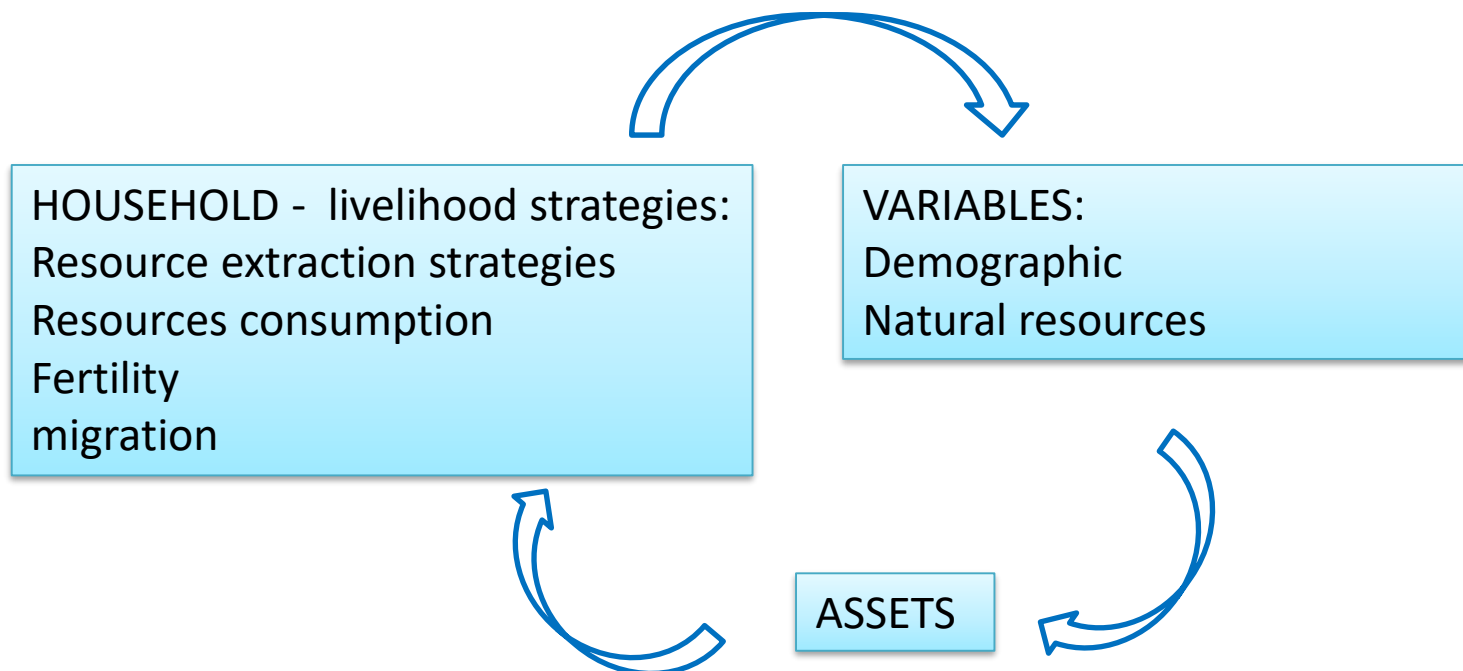 HOUSEHOLD -  livelihood strategies:
Resource extraction strategies
Resources consumption
Fertility
migration
VARIABLES:
Demographic
Natural resources
ASSETS